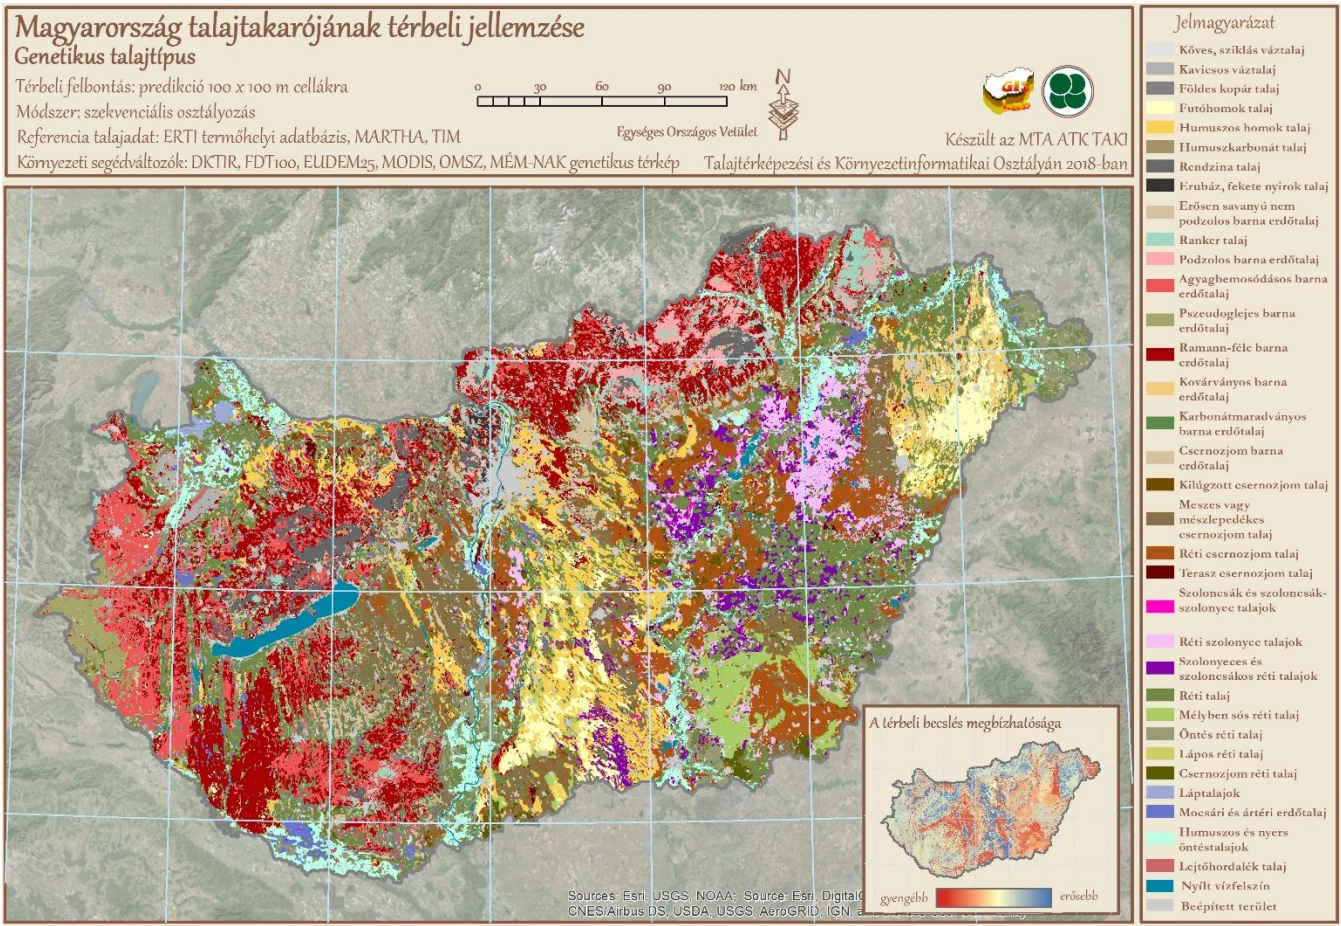 Magyarország talajtakarójának térbeli jellemzése
Genetikus talajtípus
Térbeli felbontás: predikció 100 x 100 m cellákra
Módszer: szekvenciális osztályozás
Referencia talajadat: ERTI termőhelyi adatbázis, MARTHA, TIM
Környezeti segédváltozók: DKTIR, FDT100, EUDEM25, MODIS, OMSZ, MÉM-NAK genetikus térkép
0 30 60 90 120 km
Egységes Országos Vetület
N
GIS
Készült az MTA ATK TAKI
Talajtérképezési és Környezetinformatikai Osztályán 2018-ban
Jelmagyarázat
Köves, sziklás váztalaj
Kavicsos váztalaj
Földes kopár talaj
Futóhomok talaj
Humuszos homok talaj
Humuszkarbonát talaj
Rendzina talaj
Erubáz, fekete nyirok talaj
Erősen savanyú nem
podzolos barna erdőtalaj
Ranker talaj
Podzolos barna erdőtalaj
Agyagbemosódásos barna
erdőtalaj
Pszeudoglejes barna
erdőtalaj
Ramann-féle barna
erdőtalaj
Kovárványos barna
erdőtalaj
Karbonátmaradványos
barna erdőtalaj
Csernozjom barna
erdőtalaj
Kilúgzott csernozjom talaj
Meszes vagy
mészlepedékes
csernozjom talaj
Réti csernozjom talaj
Terasz csernozjom talaj
Szoloncsák és szoloncsák-
szolonyec talajok
Réti szolonyec talajok
Szolonyeces és
szoloncsákos réti talajok
Réti talaj
Mélyben sós réti talaj
Öntés réti talaj
Lápos réti talaj
Csernozjom réti talaj
Láptalajok
Mocsári és ártéri erdőtalaj
Humuszos és nyers
öntéstalajok
Lejtőhordalék talaj
Nyílt vízfelszín
Beépített terület
A térbeli becslés megbízhatósága
gyengébb
erősebb
Sources: Esri, USGS, NOAA; Source: Esri, Digital
CNES/Airbus DS, USDA, USGS, AeroGRID, IGN,